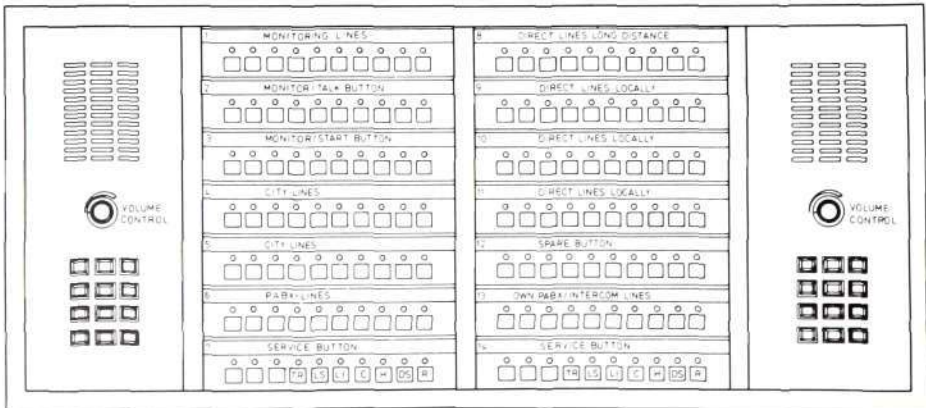 1 MONITORING LINES
VOLUME
CONTROL
2 MONITOR/TALK BUTTON
3 MONITOR/START BUTTON
4 CITY-LINES
5 CITY LINES
6 PABX-LINES
SERVICE BUTTON
TR LS LI C H DS R
8 DIRECT LINES LONG DISTANCE
9 DIRECT LINES LOCALLY
10 DIRECT LINES LOCALLY
11 DIRECT LINES LOCALLY
12 SPARE BUTTON
13 OWN PABX/INTERCOM LINES
14 SERVICE BUTTON
TR LS LI C H DS R
VOLUME
CONTROL